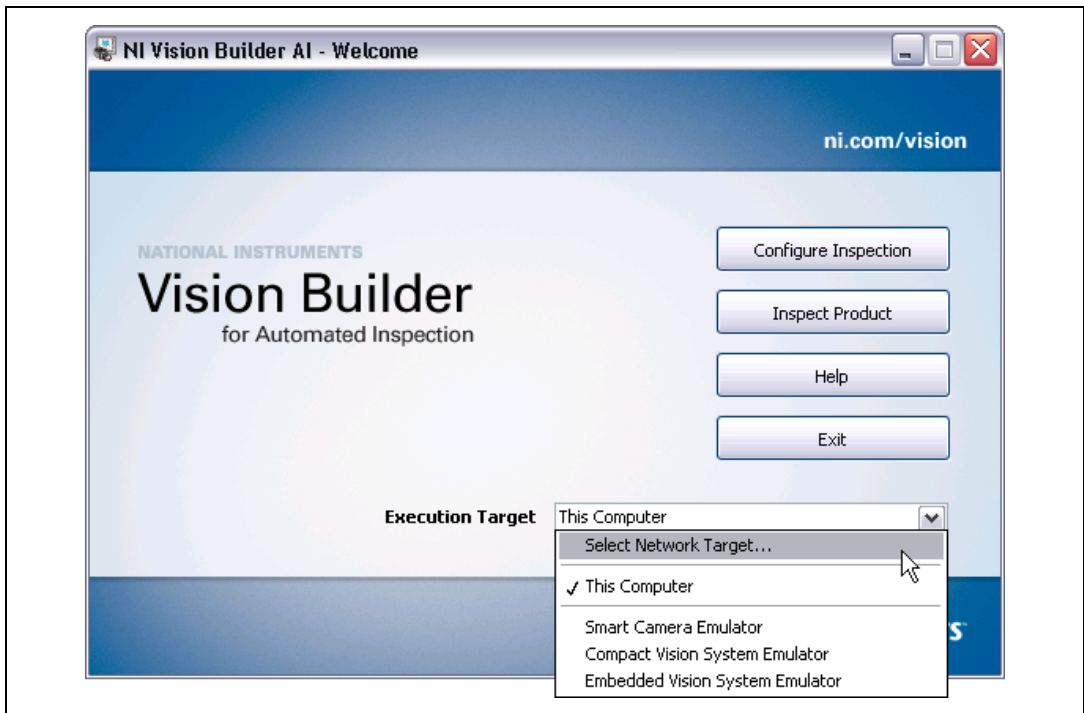 NI Vision Builder AI - Welcome
ni.com/vision
NATIONAL INSTRUMENTS
Vision Builder
for Automated Inspection
Configure Inspection
Inspect Product
Help
Exit
Execution Target
This Computer
Select Network Target...
This Computer
Smart Camera Emulator
Compact Vision System Emulator
Embedded Vision System Emulator